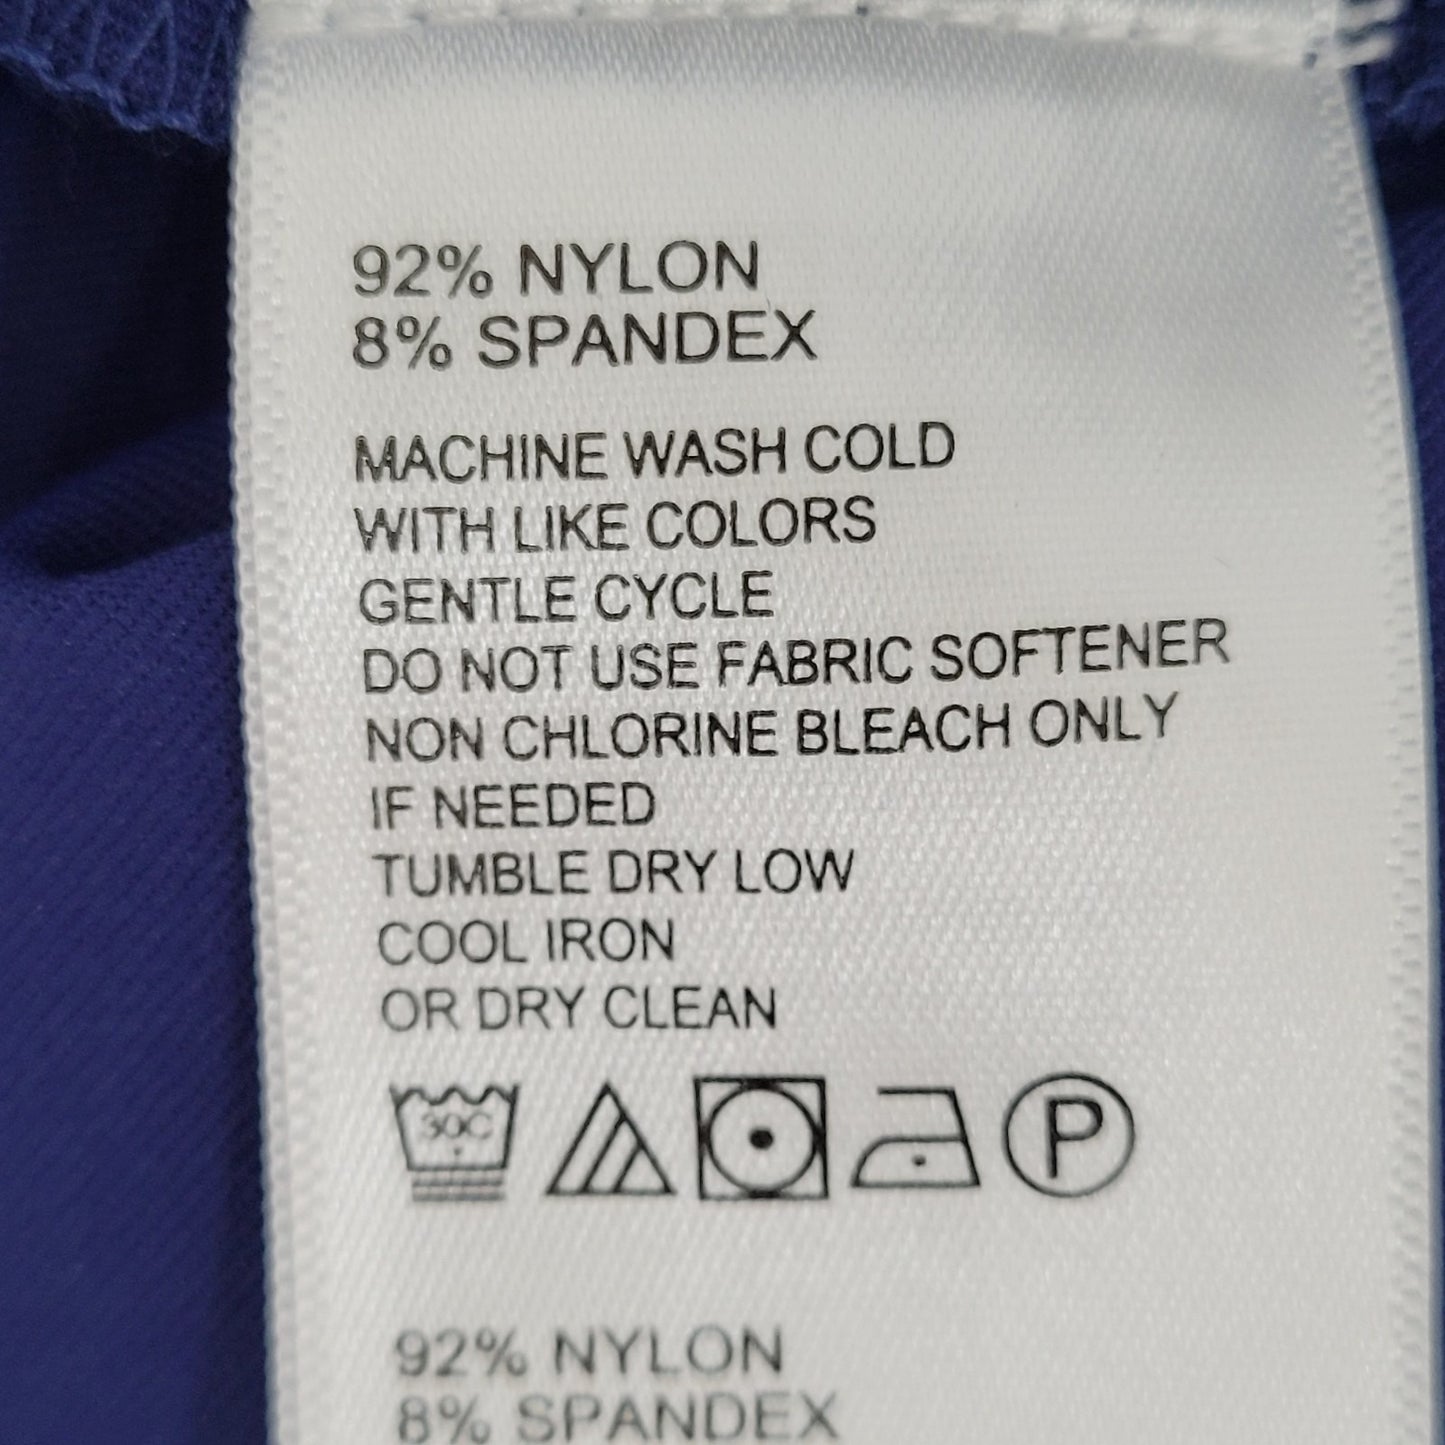 92% NYLON
8% SPANDEX
MACHINE WASH COLD
WITH LIKE COLORS
GENTLE CYCLE
DO NOT USE FABRIC SOFTENER
NON CHLORINE BLEACH ONLY
IF NEEDED
TUMBLE DRY LOW
COOL IRON
OR DRY CLEAN
30C P
92% NYLON
8% SPANDEX